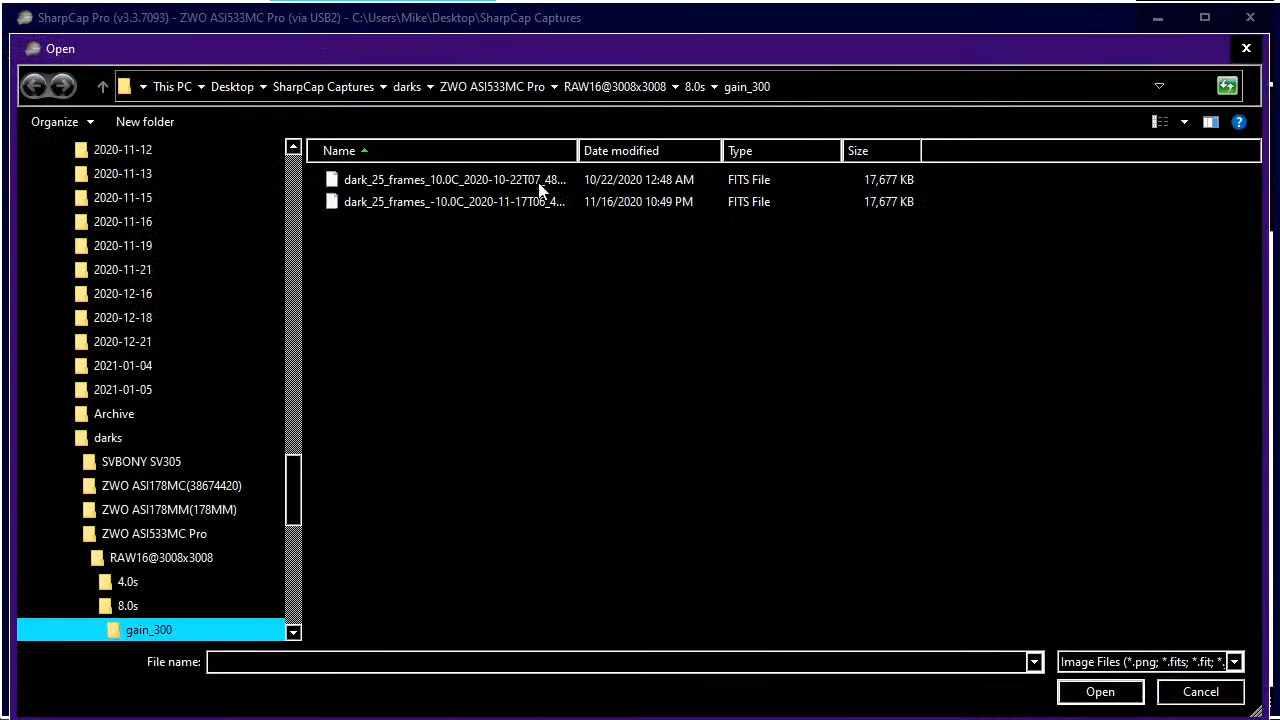 SharpCap Pro (v3.3.7093) - ZWO ASI533MC Pro (via USB2) - C:\Users\Mike\Desktop\SharpCap Captures
Open
This PC Desktop SharpCap Captures darks ZWO ASI533MC Pro RAW16@3008x3008 8.0s gain_300
Organize New folder
Name Date modified Type Size
dark_25_frames_10.0C_2020-10-22T07_48... 10/22/2020 12:48 AM FITS File 17,677 KB
dark_25_frames_-10.0C_2020-11-17T06_4... 11/16/2020 10:49 PM FITS File 17,677 KB
2020-11-12
2020-11-13
2020-11-15
2020-11-16
2020-11-19
2020-11-21
2020-12-16
2020-12-18
2020-12-21
2021-01-04
2021-01-05
Archive
darks
SVBONY SV305
ZWO ASI178MC(38674420)
ZWO ASI178MM(178MM)
ZWO ASI533MC Pro
RAW16@3008x3008
4.0s
8.0s
gain_300
File name:
Image Files (*.png; *.fits; *.fit; *.
Open Cancel